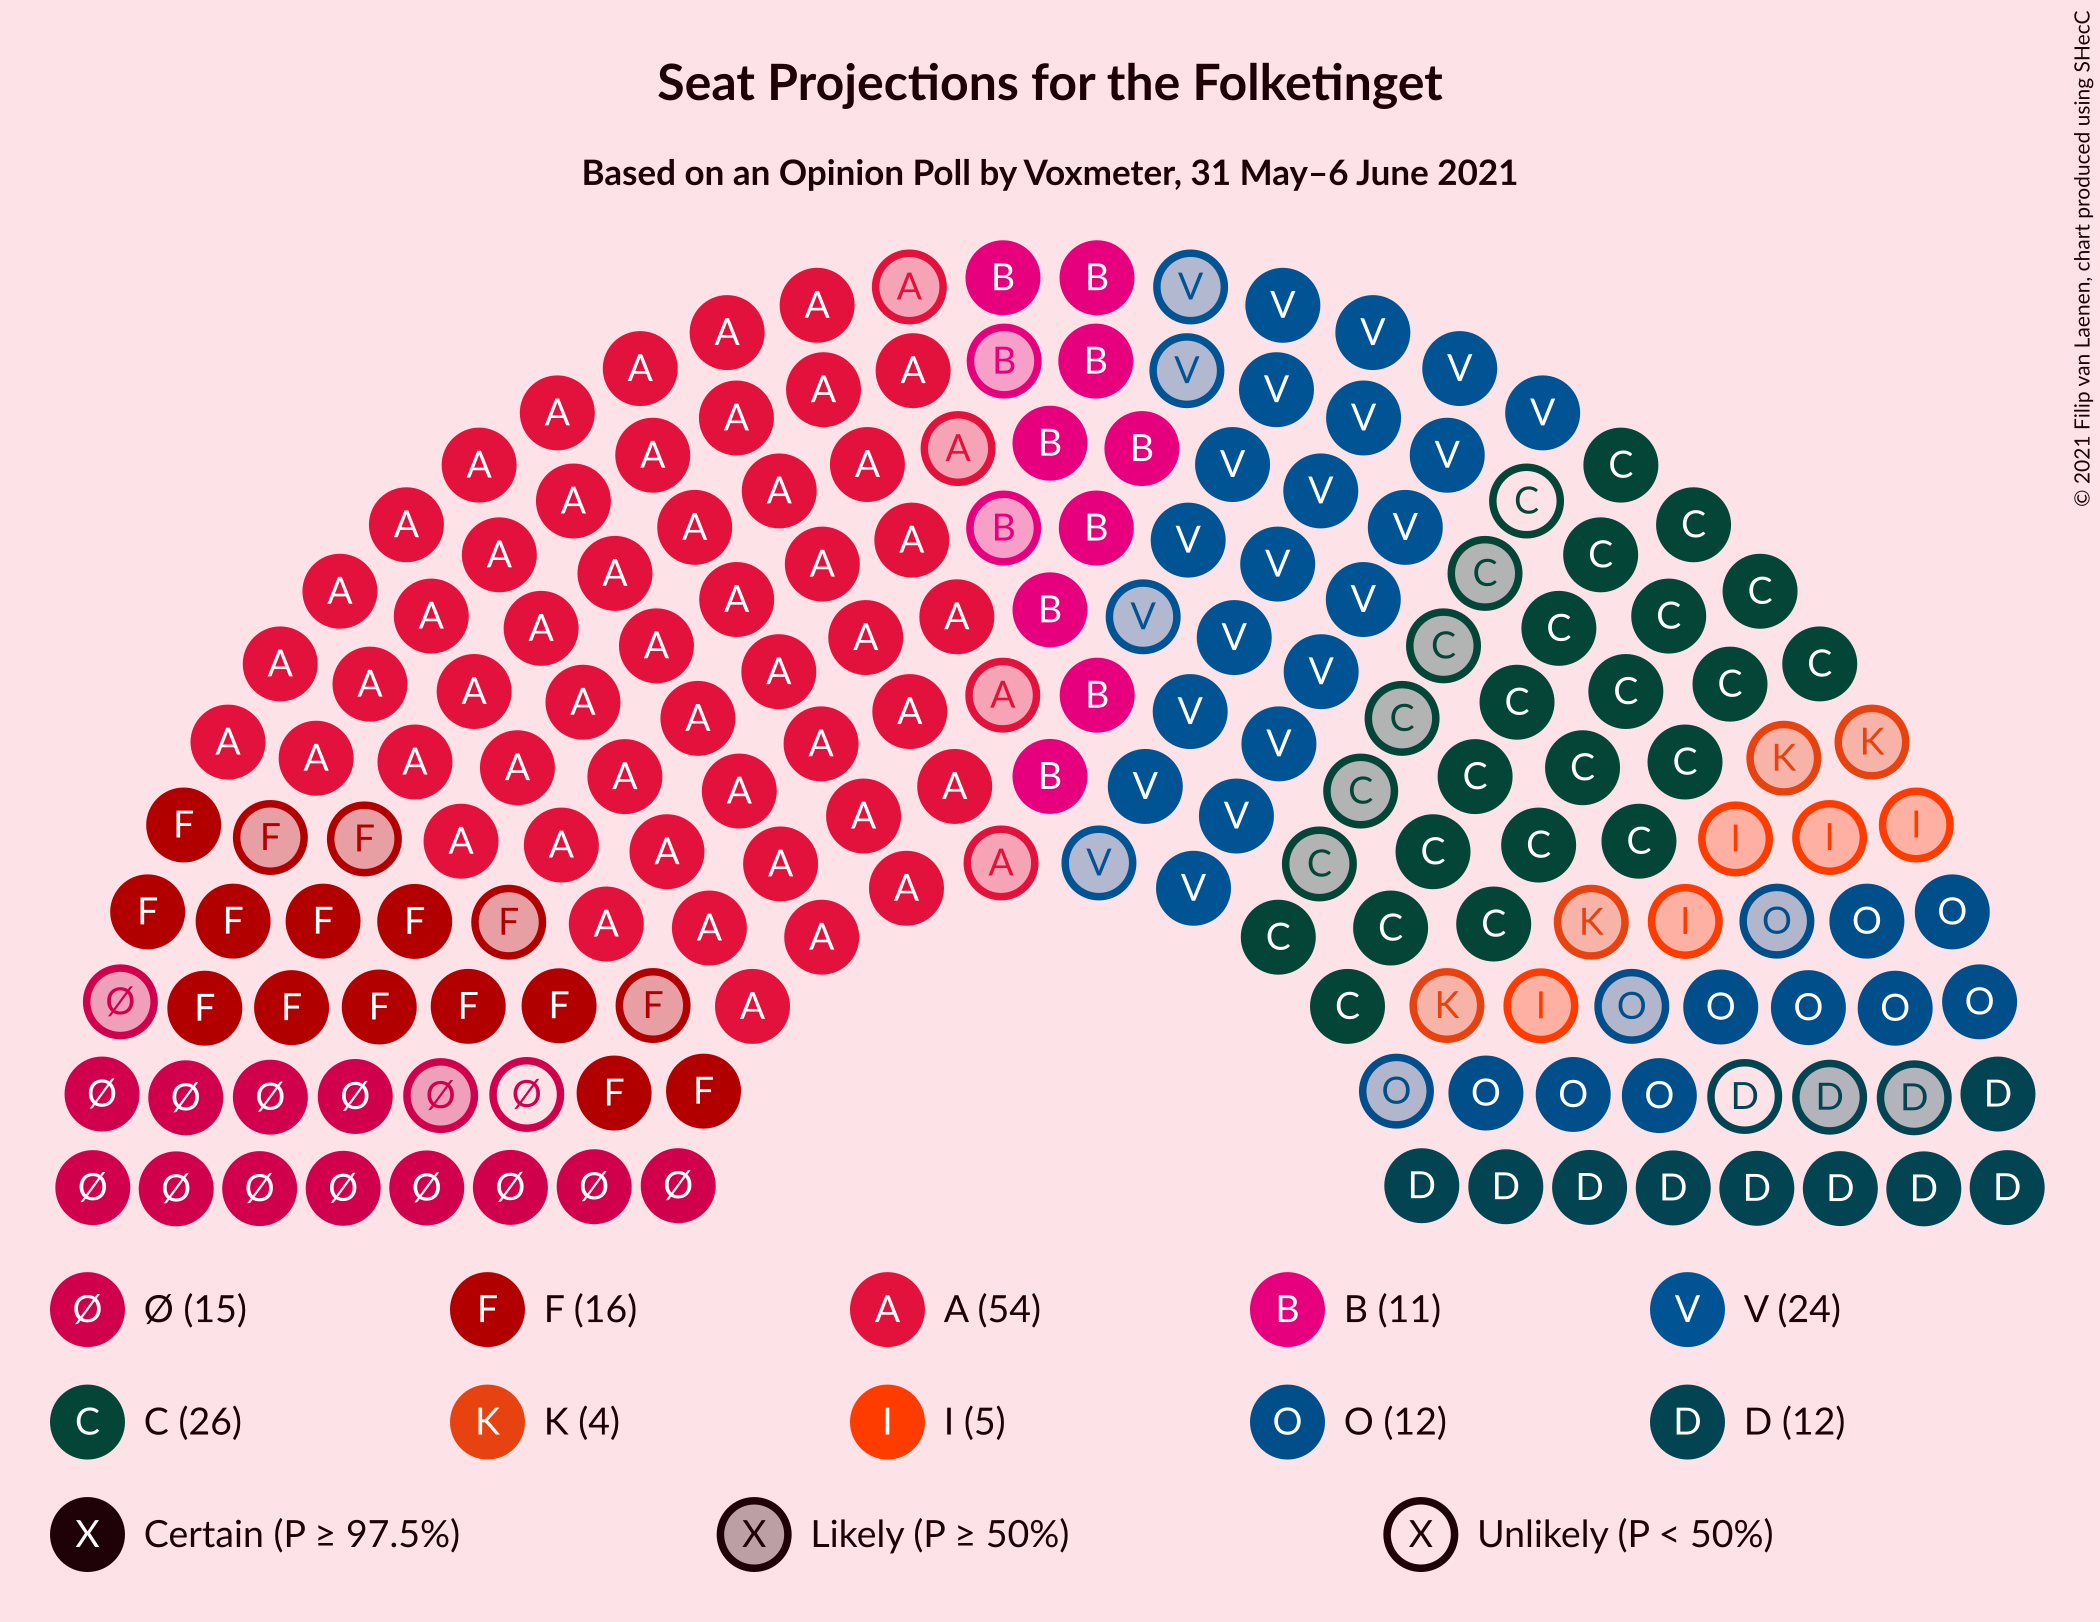 Seat Projections for the Folketinget
Based on an Opinion Poll by Voxmeter, 31 May–6 June 2021
© 2021 Filip van Laenen, chart produced using SHecC
B B
A V
A V
A V
B B
A V
A V
A V
A V
A V
B B
A V
A V
A V
A C
A V
A V
A C
A C
B B
A V
A C
A V
A C
A C
A V
B V
A C
A C
A V
A C
A C
A V
A C
A C
A B
A V
A C
A C
A K
A V
A K
A C
A C
A C
B
A V
A C
A C
F I
A V
F I
F I
A C
A C
A C
A V
A C
A V
F O
F O
F I
F O
F K
A C
A C
A C
Ø O
F F F F F F A C K I O O O O
Ø Ø Ø Ø Ø Ø F F O O O O D D D D
Ø Ø Ø Ø Ø Ø Ø Ø D D D D D D D D
Ø Ø (15) F F (16) A A (54) B B (11) V V (24)
C C (26) K K (4) I I (5) O O (12) D D (12)
X Certain (P ≥ 97.5%) X Likely (P ≥ 50%) X Unlikely (P < 50%)